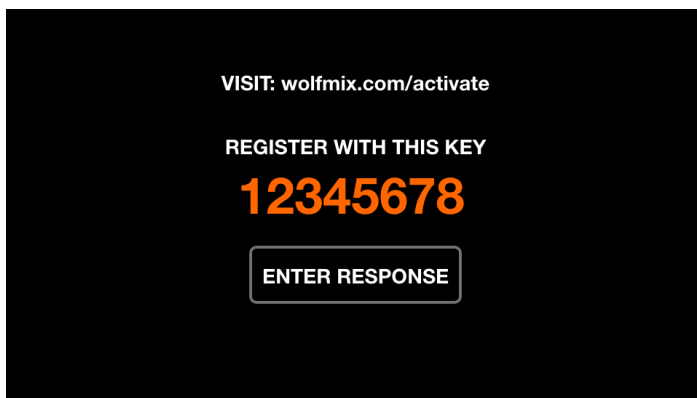 VISIT: wolfmix.com/activate
REGISTER WITH THIS KEY
12345678
ENTER RESPONSE